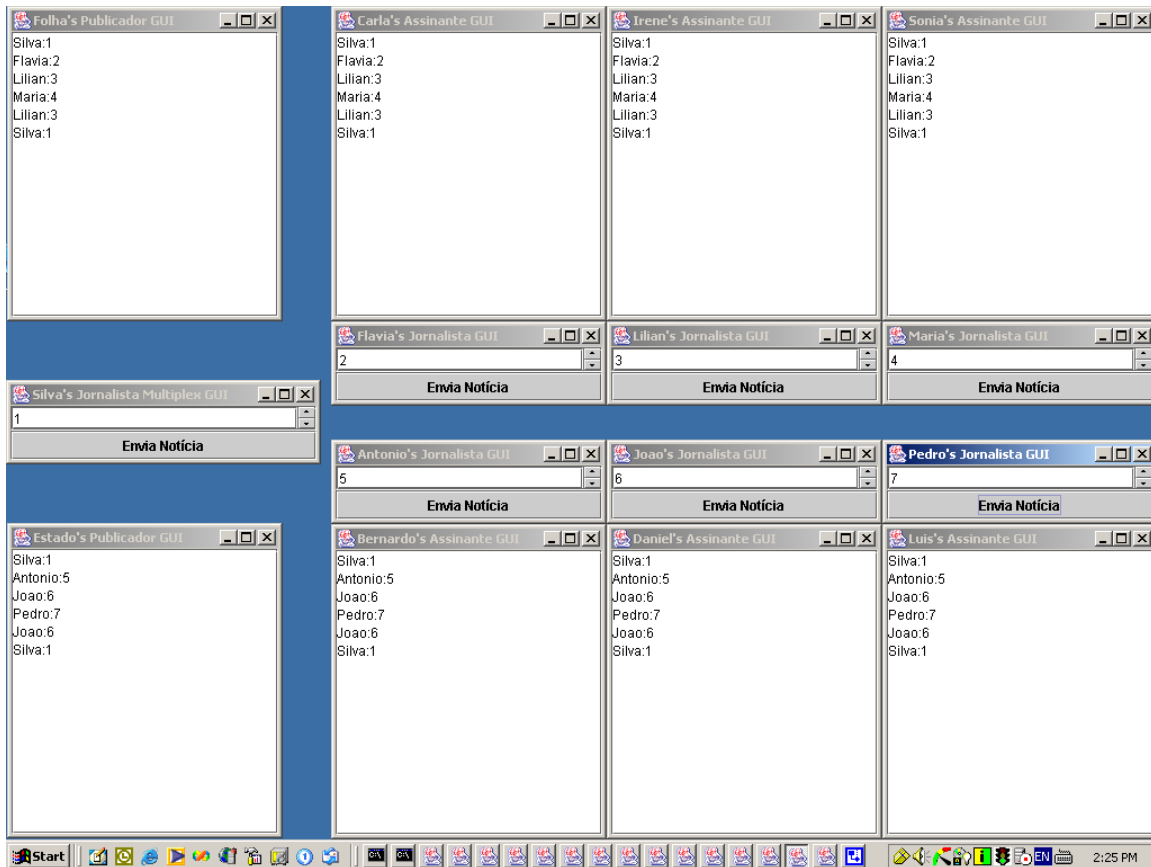 Folha's Publicador GUI
Silva:1
Flavia:2
Lilian:3
Maria:4
Lilian:3
Silva:1
Carla's Assinante GUI
Silva:1
Flavia:2
Lilian:3
Maria:4
Lilian:3
Silva:1
Irene's Assinante GUI
Silva:1
Flavia:2
Lilian:3
Maria:4
Lilian:3
Silva:1
Sonia's Assinante GUI
Silva:1
Flavia:2
Lilian:3
Maria:4
Lilian:3
Silva:1
Flavia's Jornalista GUI
2
Envia Notícia
Lilian's Jornalista GUI
3
Envia Notícia
Maria's Jornalista GUI
4
Envia Notícia
Silva's Jornalista Multiplex GUI
1
Envia Notícia
Antonio's Jornalista GUI
5
Envia Notícia
Joao's Jornalista GUI
6
Envia Notícia
Pedro's Jornalista GUI
7
Envia Notícia
Estado's Publicador GUI
Silva:1
Antonio:5
Joao:6
Pedro:7
Joao:6
Silva:1
Bernardo's Assinante GUI
Silva:1
Antonio:5
Joao:6
Pedro:7
Joao:6
Silva:1
Daniel's Assinante GUI
Silva:1
Antonio:5
Joao:6
Pedro:7
Joao:6
Silva:1
Luis's Assinante GUI
Silva:1
Antonio:5
Joao:6
Pedro:7
Joao:6
Silva:1
Start
EN
2:25 PM